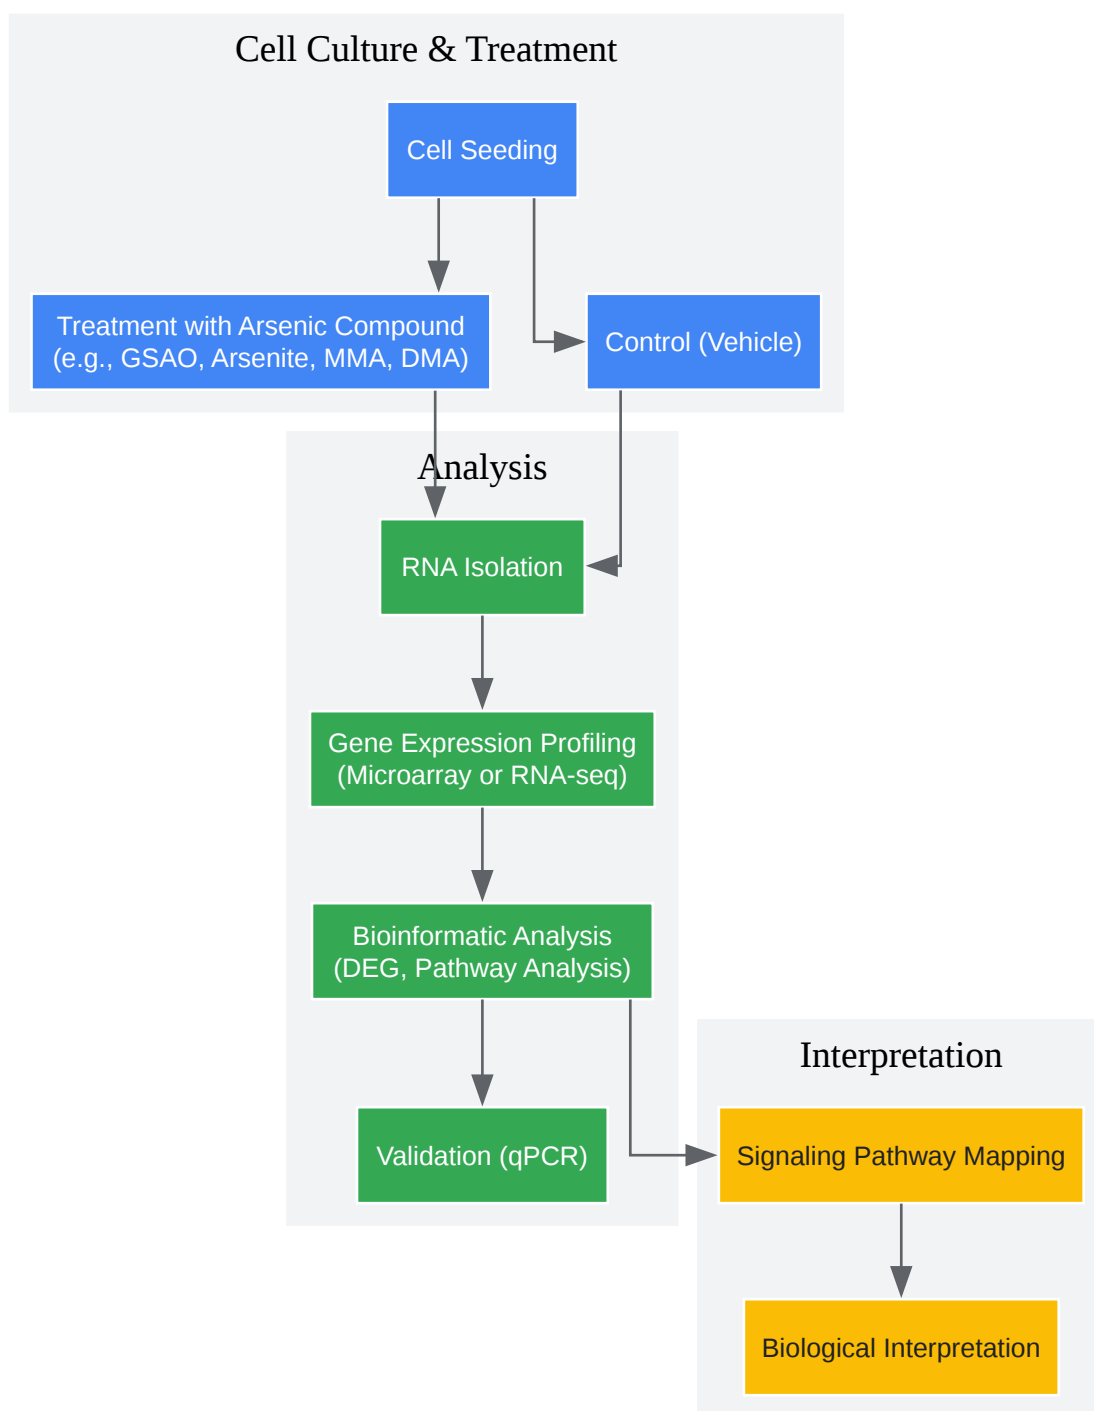 Cell Culture & Treatment
Cell Seeding
Treatment with Arsenic Compound
(e.g., GSAO, Arsenite, MMA, DMA)
Control (Vehicle)
Analysis
RNA Isolation
Gene Expression Profiling
(Microarray or RNA-seq)
Bioinformatic Analysis
(DEG, Pathway Analysis)
Validation (qPCR)
Interpretation
Signaling Pathway Mapping
Biological Interpretation